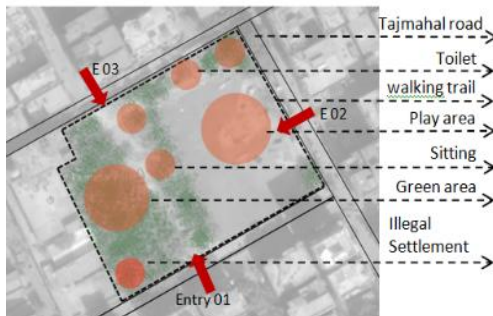 Tajmahal road
E 03
Toilet
walking trail
E 02
Play area
Sitting
Green area
Illegal
Settlement
Entry 01